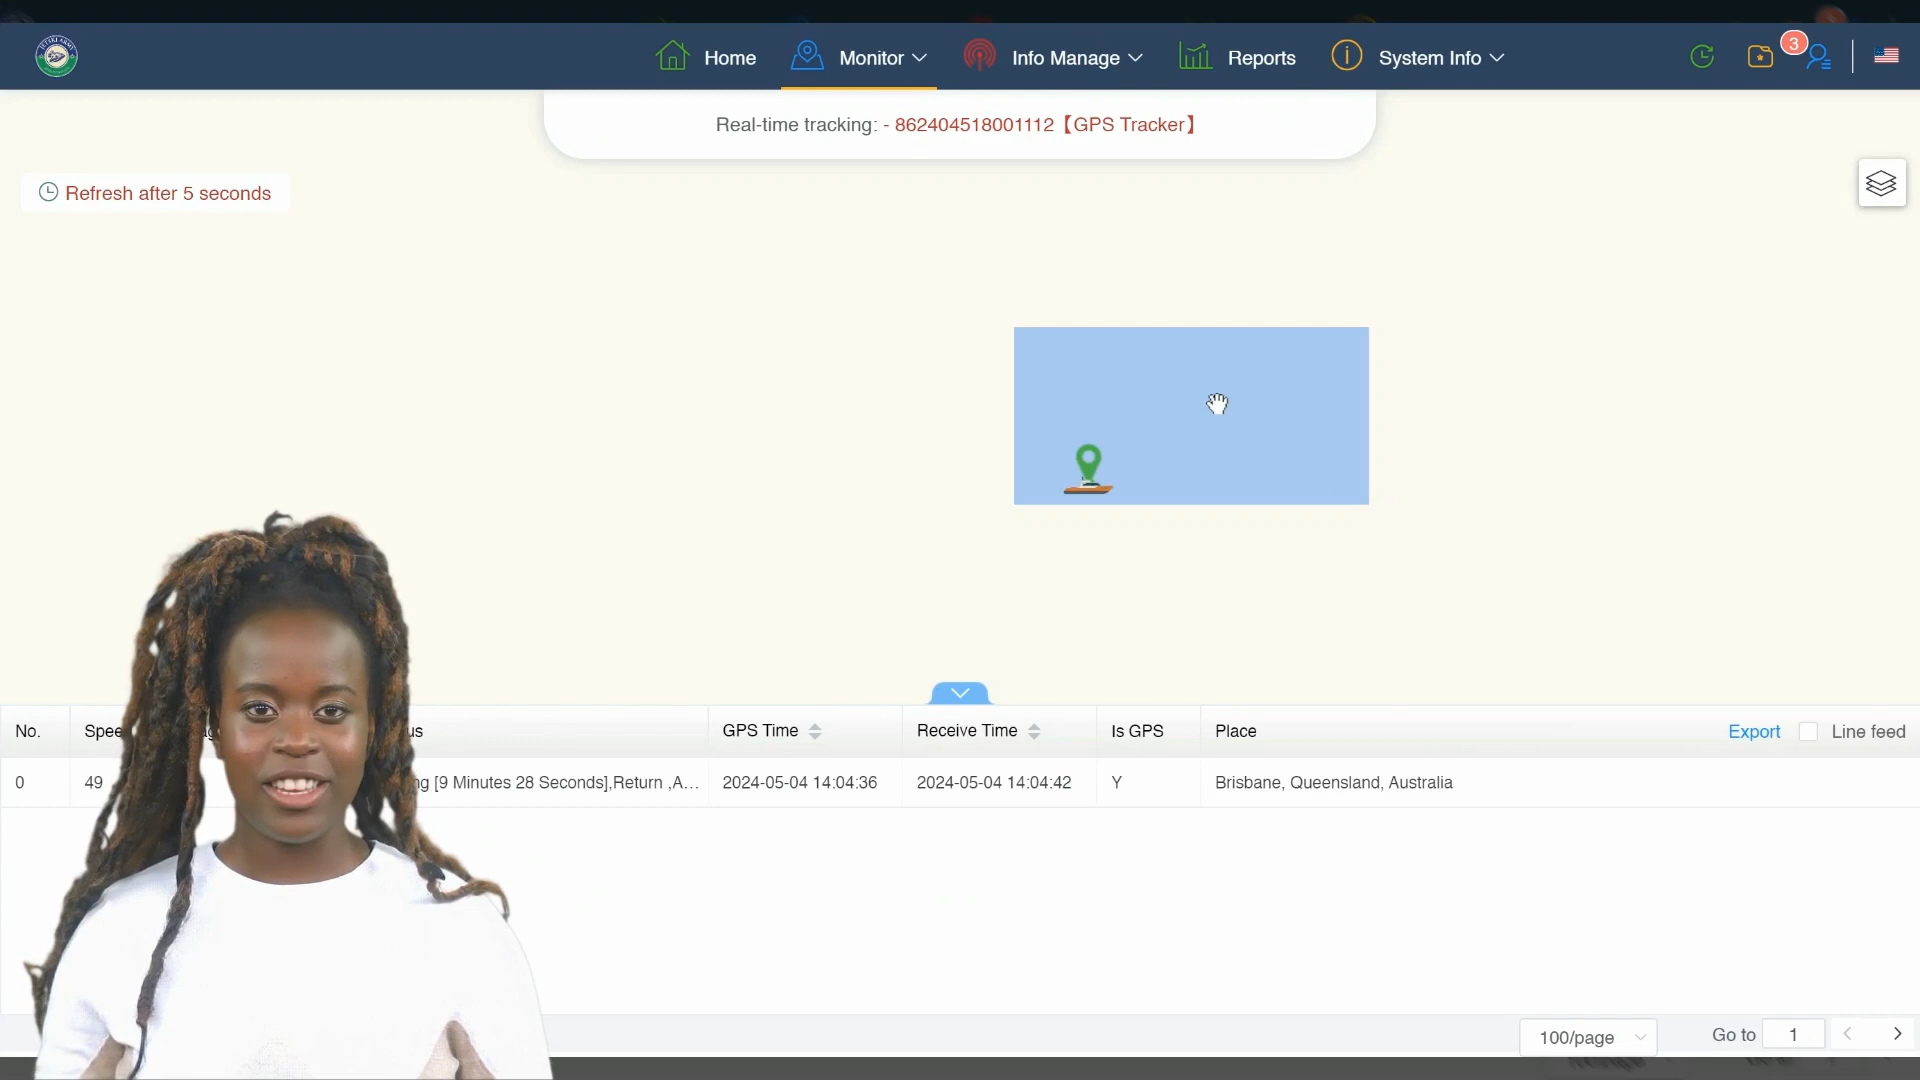 Home Monitor Info Manage Reports System Info 3
Real-time tracking: - 862404518001112【GPS Tracker】
Refresh after 5 seconds
No. GPS Time Receive Time Is GPS Place Export Line feed
0 49 [9 Minutes 28 Seconds],Return ,A... 2024-05-04 14:04:36 2024-05-04 14:04:42 Y Brisbane, Queensland, Australia
100/page Go to 1